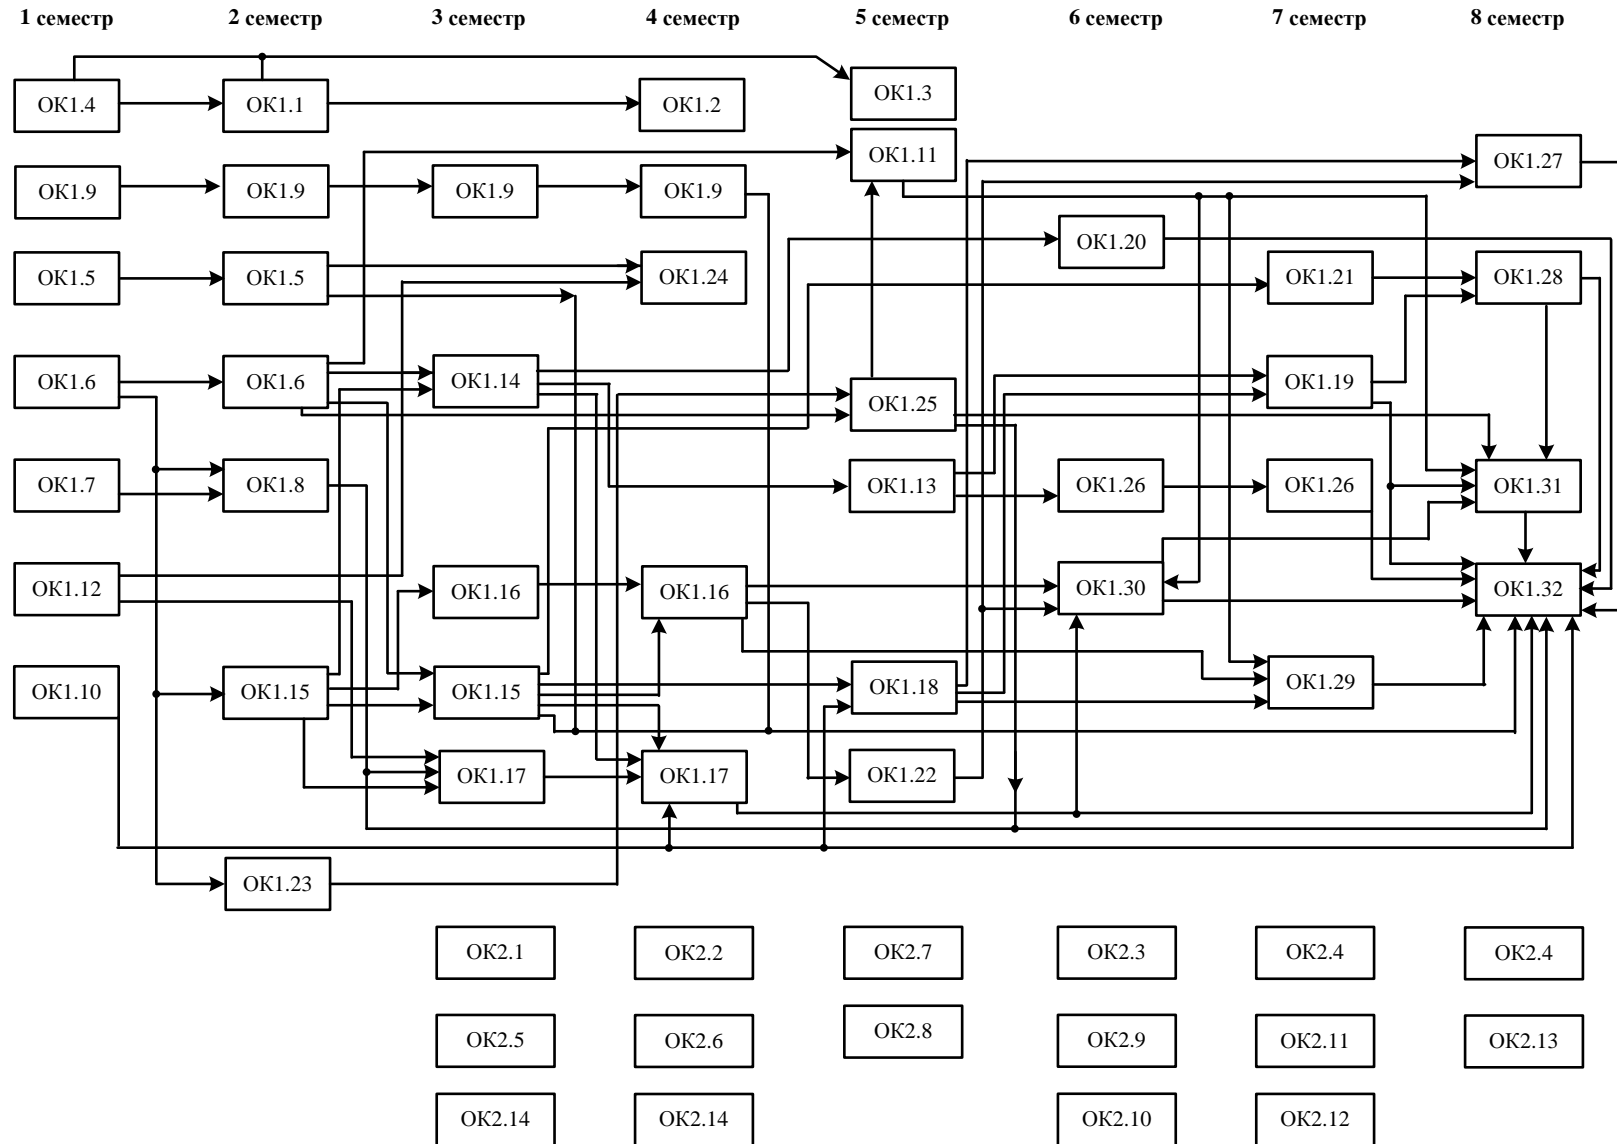 1 семестр 2 семестр 3 семестр 4 семестр 5 семестр 6 семестр 7 семестр 8 семестр
ОК1.4 ОК1.1 ОК1.2 ОК1.3
ОК1.11 ОК1.27
ОК1.9 ОК1.9 ОК1.9 ОК1.9
ОК1.20
ОК1.5 ОК1.5 ОК1.24 ОК1.21 ОК1.28
ОК1.6 ОК1.6 ОК1.14 ОК1.25 ОК1.19
ОК1.7 ОК1.8 ОК1.13 ОК1.26 ОК1.26 ОК1.31
ОК1.12 ОК1.16 ОК1.16 ОК1.30 ОК1.32
ОК1.10 ОК1.15 ОК1.15 ОК1.18 ОК1.29
ОК1.17 ОК1.17 ОК1.22
ОК1.23
ОК2.1 ОК2.2 ОК2.7 ОК2.3 ОК2.4 ОК2.4
ОК2.5 ОК2.6 ОК2.8 ОК2.9 ОК2.11 ОК2.13
ОК2.14 ОК2.14 ОК2.10 ОК2.12